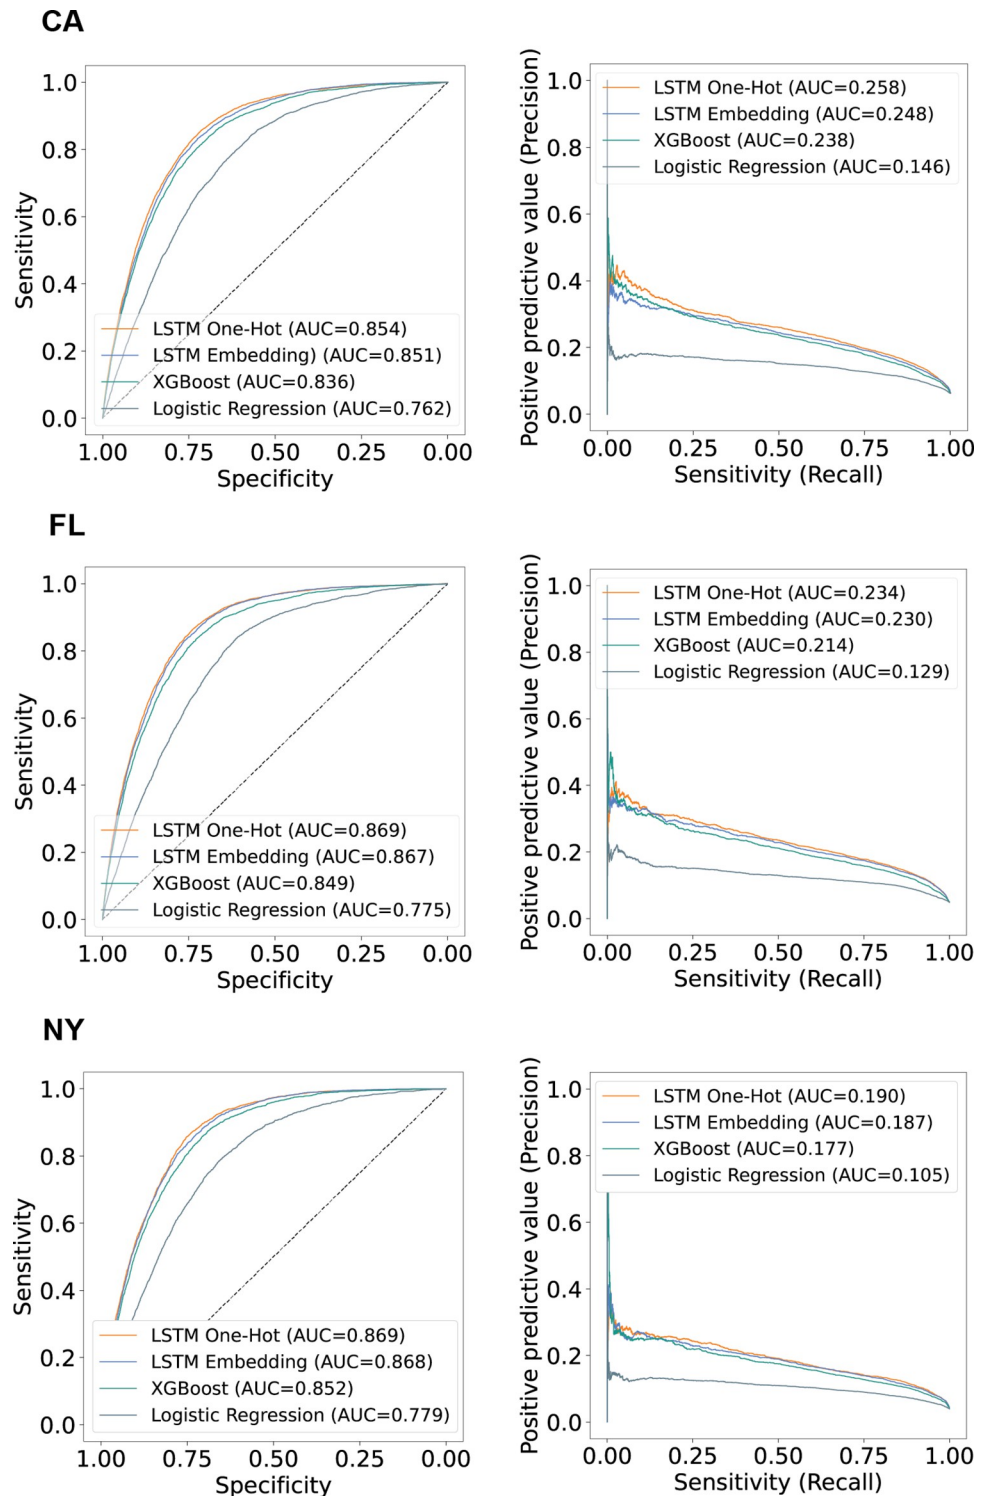 CA
Sensitivity
1.0
0.8
0.6
0.4
0.2
0.0
LSTM One-Hot (AUC=0.854)
LSTM Embedding) (AUC=0.851)
XGBoost (AUC=0.836)
Logistic Regression (AUC=0.762)
1.00 0.75 0.50 0.25 0.00
Specificity
Positive predictive value (Precision)
1.0
0.8
0.6
0.4
0.2
0.0
LSTM One-Hot (AUC=0.258)
LSTM Embedding (AUC=0.248)
XGBoost (AUC=0.238)
Logistic Regression (AUC=0.146)
0.00 0.25 0.50 0.75 1.00
Sensitivity (Recall)
FL
Sensitivity
1.0
0.8
0.6
0.4
0.2
0.0
LSTM One-Hot (AUC=0.869)
LSTM Embedding (AUC=0.867)
XGBoost (AUC=0.849)
Logistic Regression (AUC=0.775)
1.00 0.75 0.50 0.25 0.00
Specificity
Positive predictive value (Precision)
1.0
0.8
0.6
0.4
0.2
0.0
LSTM One-Hot (AUC=0.234)
LSTM Embedding (AUC=0.230)
XGBoost (AUC=0.214)
Logistic Regression (AUC=0.129)
0.00 0.25 0.50 0.75 1.00
Sensitivity (Recall)
NY
Sensitivity
1.0
0.8
0.6
0.4
0.2
0.0
LSTM One-Hot (AUC=0.869)
LSTM Embedding (AUC=0.868)
XGBoost (AUC=0.852)
Logistic Regression (AUC=0.779)
1.00 0.75 0.50 0.25 0.00
Specificity
Positive predictive value (Precision)
1.0
0.8
0.6
0.4
0.2
0.0
LSTM One-Hot (AUC=0.190)
LSTM Embedding (AUC=0.187)
XGBoost (AUC=0.177)
Logistic Regression (AUC=0.105)
0.00 0.25 0.50 0.75 1.00
Sensitivity (Recall)